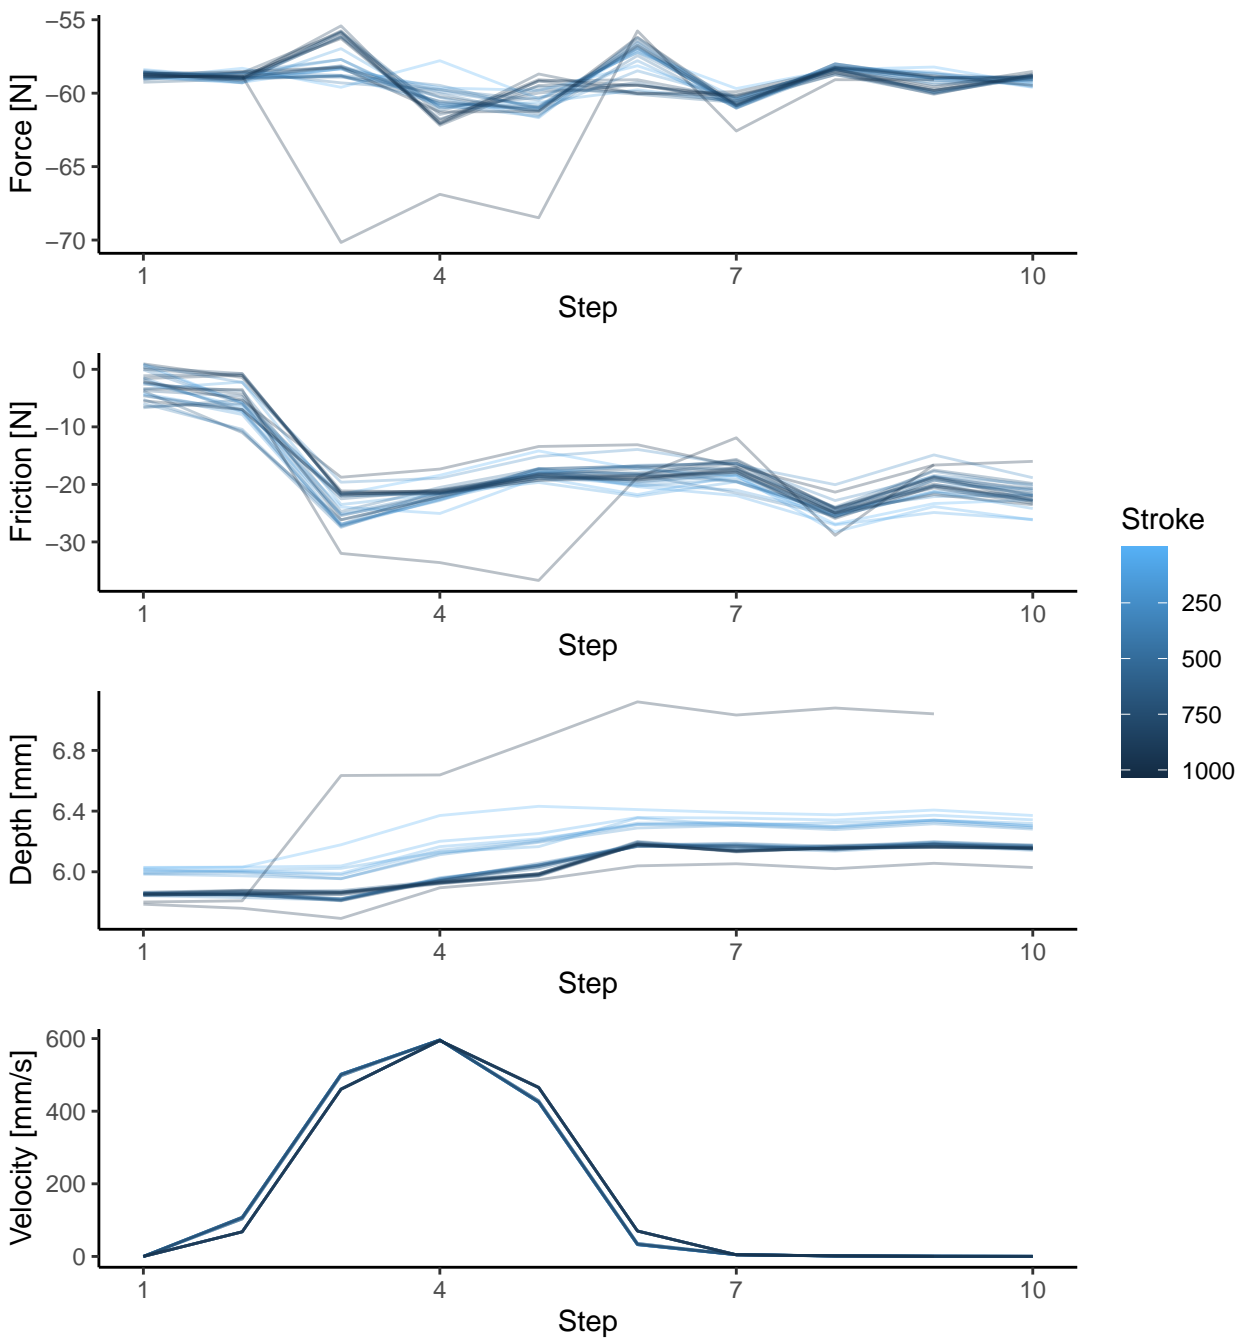 Force [N]
−55
−60
−65
−70
1 4 7 10
Step
Friction [N]
0
−10
−20
−30
1 4 7 10
Step
Stroke
250
500
750
1000
Depth [mm]
6.8
6.4
6.0
1 4 7 10
Step
Velocity [mm/s]
600
400
200
0
1 4 7 10
Step